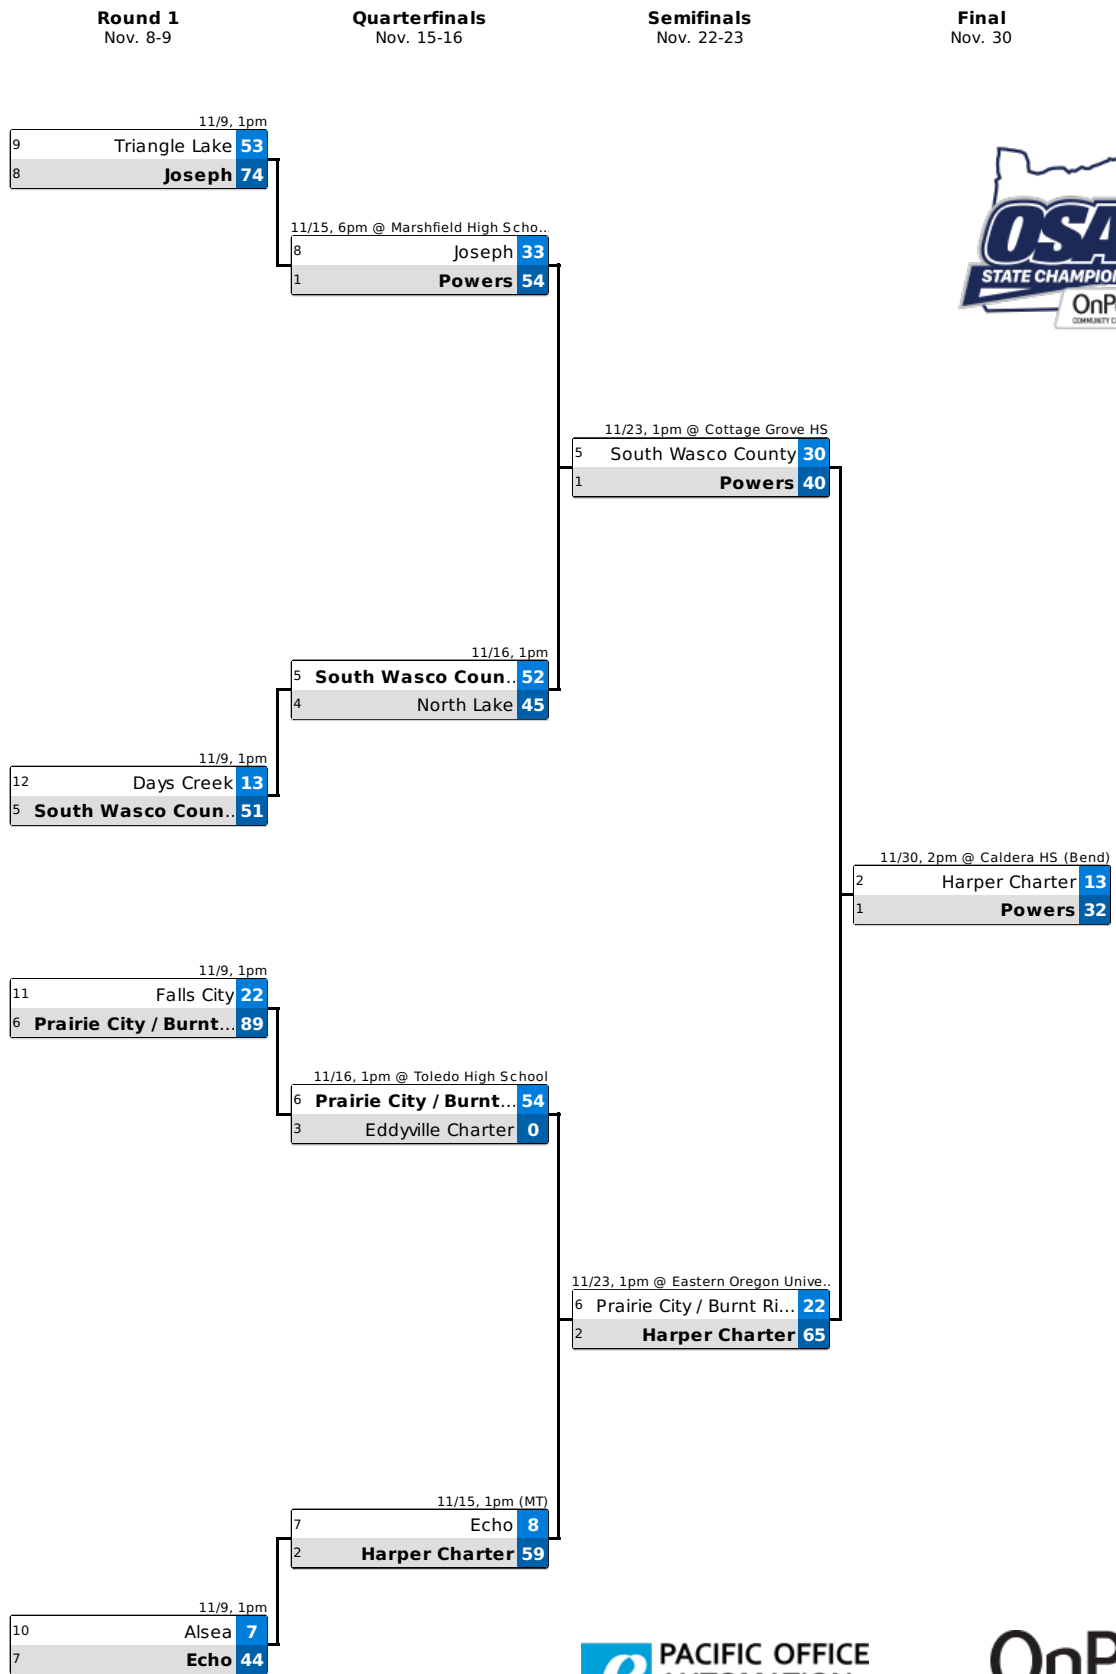 Round 1
Nov. 8-9
Quarterfinals
Nov. 15-16
Semifinals
Nov. 22-23
Final
Nov. 30
11/9, 1pm
9 Triangle Lake 53
8 Joseph 74
11/15, 6pm @ Marshfield High Scho...
8 Joseph 33
1 Powers 54
OSA
STATE CHAMPIO
OnP
11/23, 1pm @ Cottage Grove HS
5 South Wasco County 30
1 Powers 40
11/16, 1pm
5 South Wasco Coun... 52
4 North Lake 45
11/9, 1pm
12 Days Creek 13
5 South Wasco Coun... 51
11/30, 2pm @ Caldera HS (Bend)
2 Harper Charter 13
1 Powers 32
11/9, 1pm
11 Falls City 22
6 Prairie City / Burnt... 89
11/16, 1pm @ Toledo High School
6 Prairie City / Burnt... 54
3 Eddyville Charter 0
11/23, 1pm @ Eastern Oregon Unive...
6 Prairie City / Burnt Ri... 22
2 Harper Charter 65
11/15, 1pm (MT)
7 Echo 8
2 Harper Charter 59
11/9, 1pm
10 Alsea 7
7 Echo 44
PACIFIC OFFICE
AUTOMATION
OnP